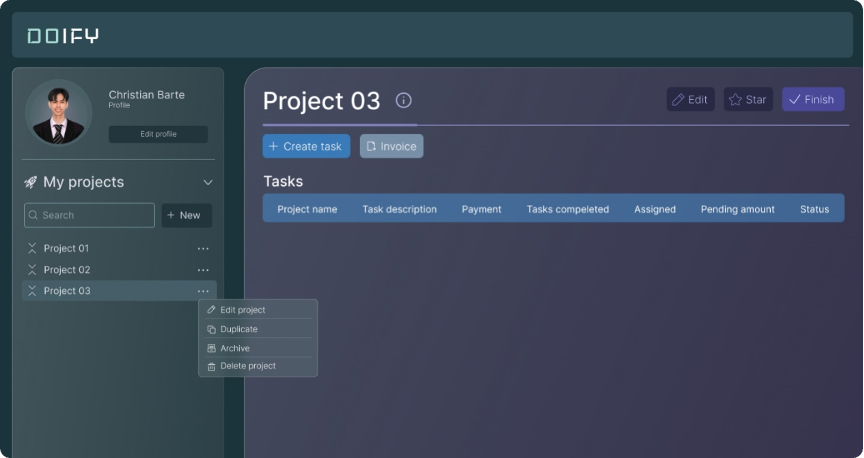 DOIFY
Christian Barte
Profile
Edit profile
My projects
Search
+ New
Project 01
Project 02
Project 03
Edit project
Duplicate
Archive
Delete project
Project 03
Edit
Star
Finish
+ Create task
Invoice
Tasks
Project name Task description Payment Tasks compeleted Assigned Pending amount Status